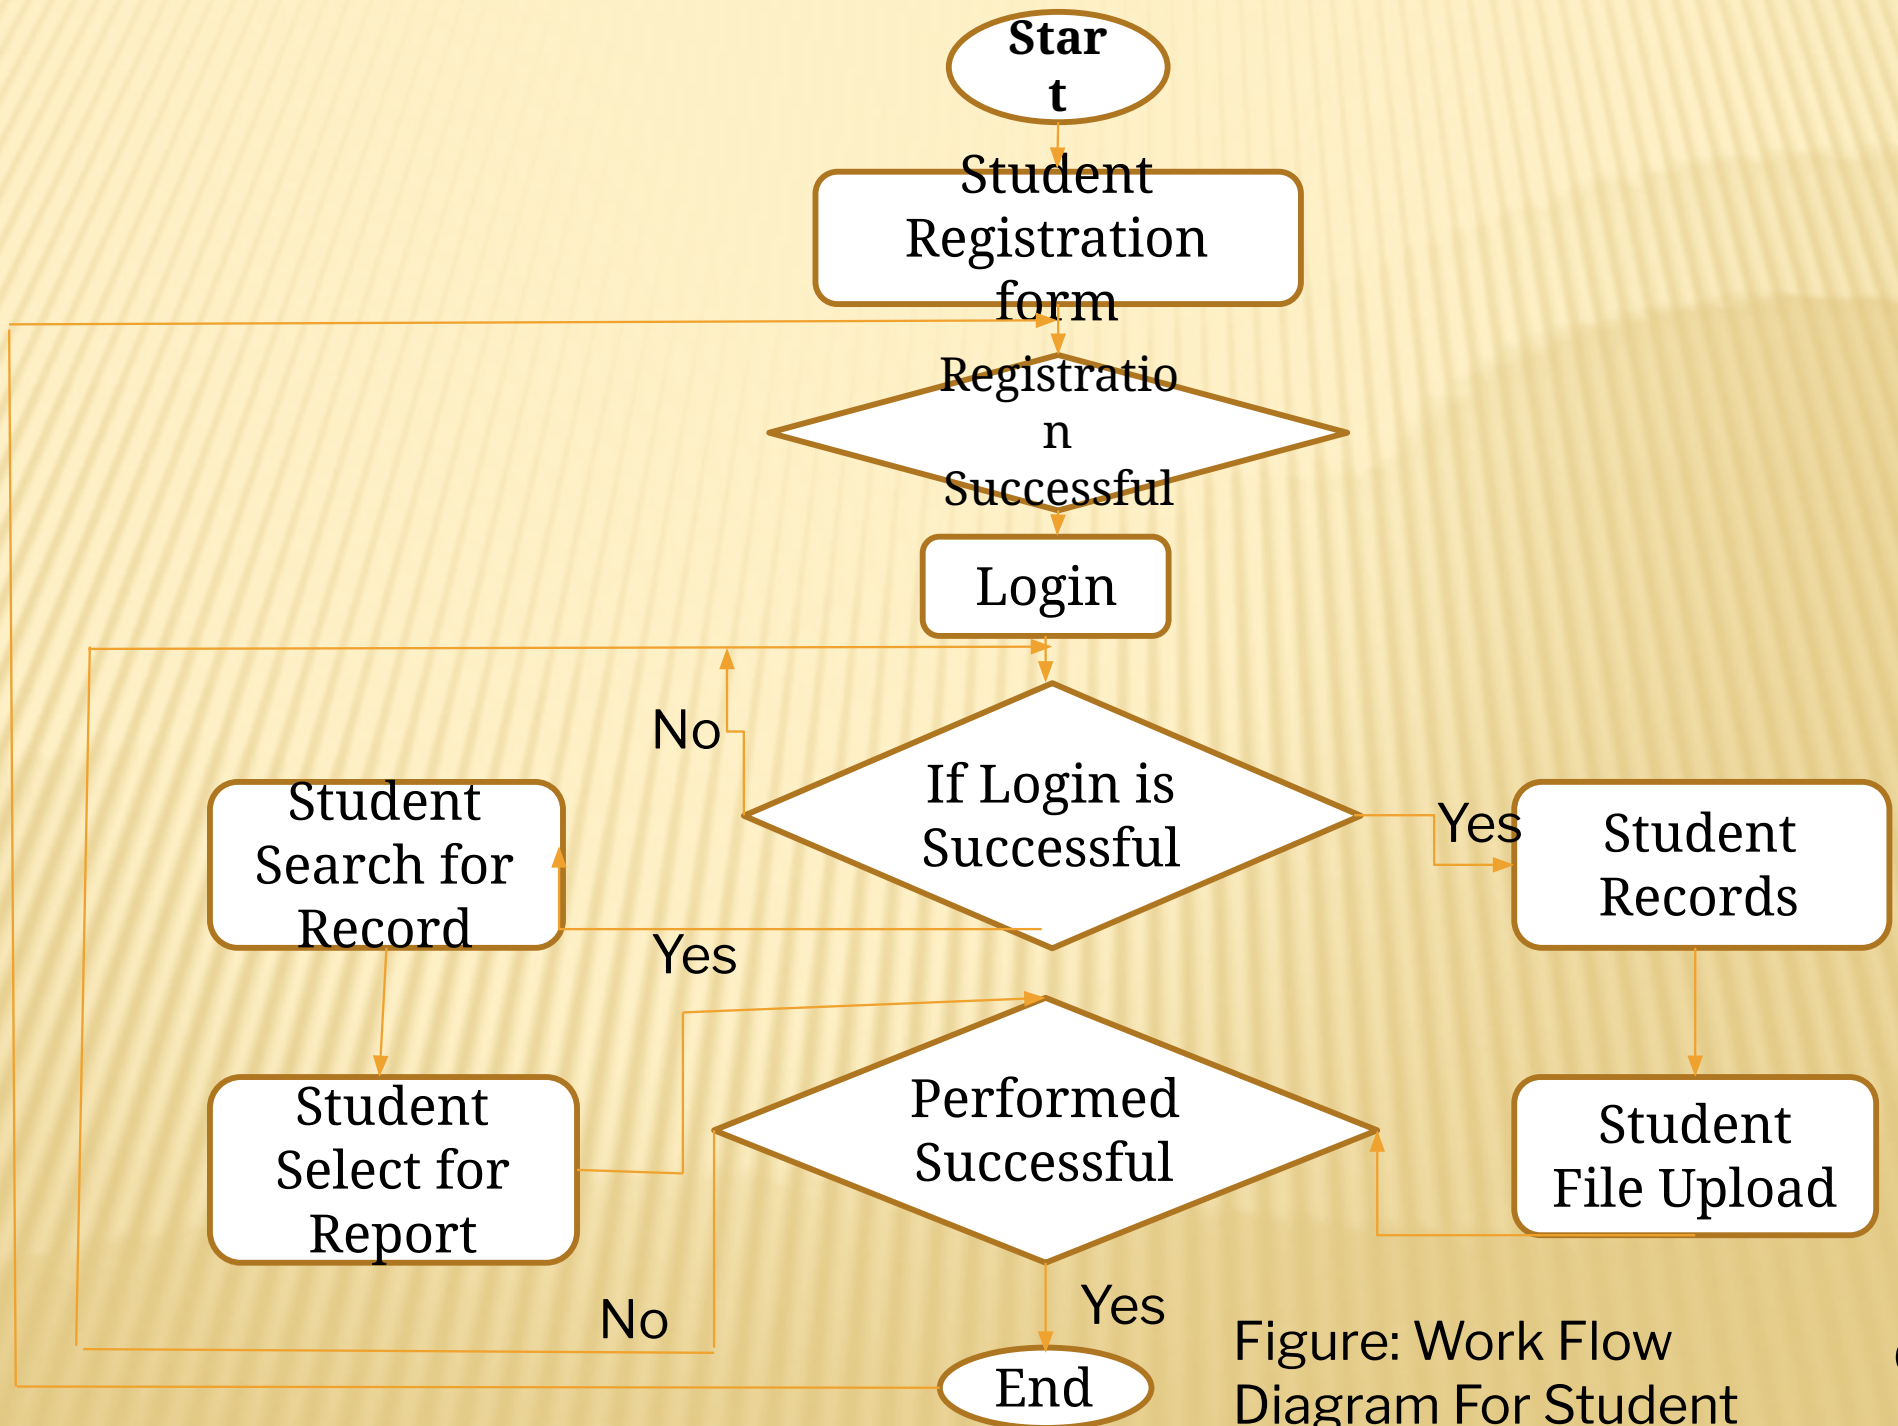 Star
t
Student
Registration
form
Registratio
n
Successful
Login
No
If Login is
Successful
Yes
Student
Search for
Record
Student
Records
Yes
Student
Select for
Report
Performed
Successful
Student
File Upload
No
Yes
End
Figure: Work Flow
Diagram For Student